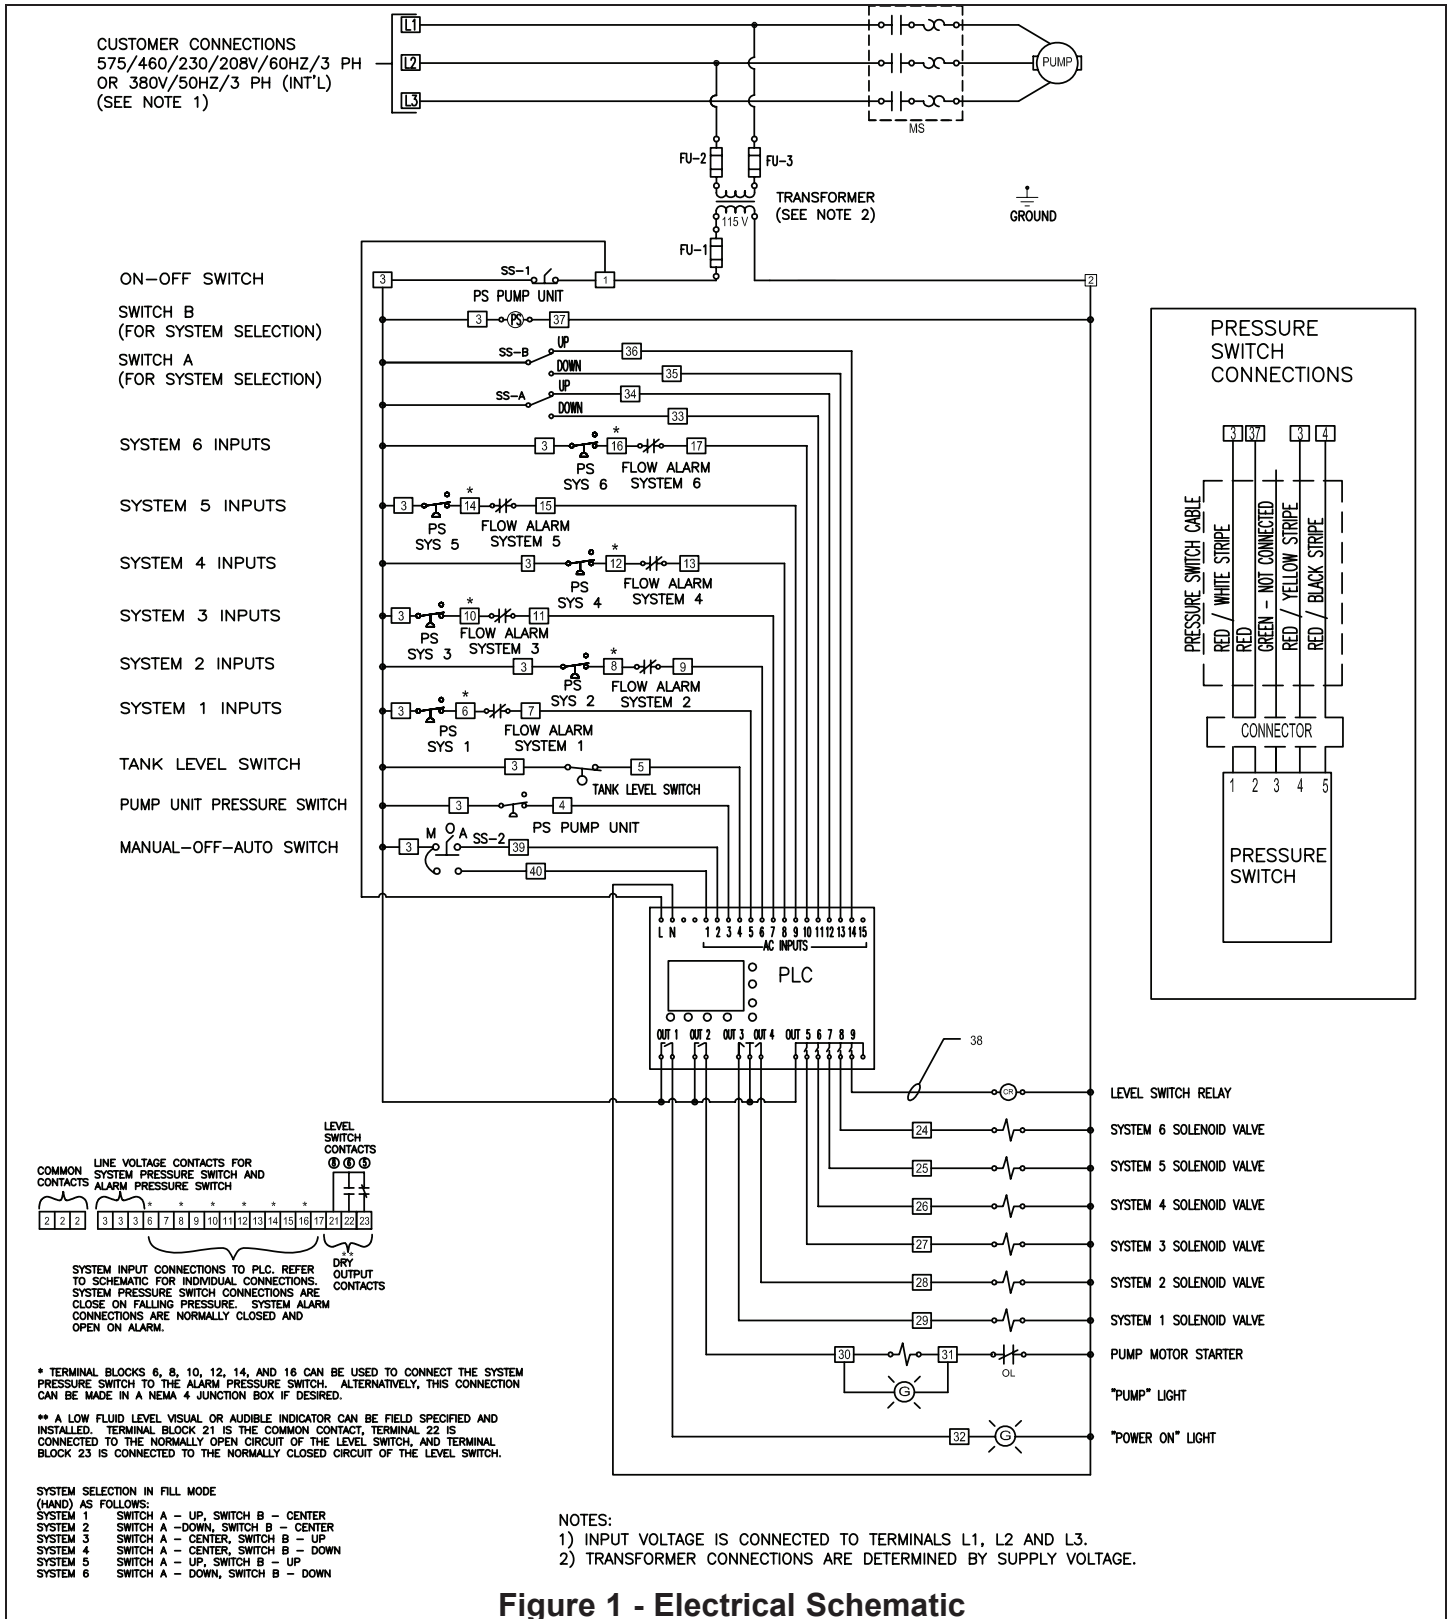 L1
CUSTOMER CONNECTIONS
575/460/230/208V/60HZ/3 PH
OR 380V/50HZ/3 PH (INT'L)
(SEE NOTE 1)
L2
L3
PUMP
MS
FU-2
FU-3
TRANSFORMER
(SEE NOTE 2)
115 V
GROUND
FU-1
ON-OFF SWITCH
3
SS-1
1
2
PS PUMP UNIT
SWITCH B
(FOR SYSTEM SELECTION)
3
PS
37
SWITCH A
(FOR SYSTEM SELECTION)
SS-B
UP
36
DOWN
35
SS-A
UP
34
DOWN
33
SYSTEM 6 INPUTS
3
*
16
17
PS
SYS 6
FLOW ALARM
SYSTEM 6
SYSTEM 5 INPUTS
3
*
14
15
PS
SYS 5
FLOW ALARM
SYSTEM 5
SYSTEM 4 INPUTS
3
*
12
13
PS
SYS 4
FLOW ALARM
SYSTEM 4
SYSTEM 3 INPUTS
3
*
10
11
PS
SYS 3
FLOW ALARM
SYSTEM 3
SYSTEM 2 INPUTS
3
*
8
9
PS
SYS 2
FLOW ALARM
SYSTEM 2
SYSTEM 1 INPUTS
3
*
6
7
PS
SYS 1
FLOW ALARM
SYSTEM 1
TANK LEVEL SWITCH
3
5
TANK LEVEL SWITCH
PUMP UNIT PRESSURE SWITCH
3
4
PS PUMP UNIT
MANUAL-OFF-AUTO SWITCH
3
M O A
SS-2
39
40
L N 1 2 3 4 5 6 7 8 9 10 11 12 13 14 15
AC INPUTS
PLC
OUT 1 OUT 2 OUT 3 OUT 4 OUT 5 6 7 8 9
PRESSURE
SWITCH
CONNECTIONS
3 37 3 4
PRESSURE SWITCH CABLE
RED / WHITE STRIPE
RED
GREEN - NOT CONNECTED
RED / YELLOW STRIPE
RED / BLACK STRIPE
CONNECTOR
1 2 3 4 5
PRESSURE
SWITCH
38
CR
LEVEL SWITCH RELAY
24
SYSTEM 6 SOLENOID VALVE
25
SYSTEM 5 SOLENOID VALVE
26
SYSTEM 4 SOLENOID VALVE
27
SYSTEM 3 SOLENOID VALVE
28
SYSTEM 2 SOLENOID VALVE
29
SYSTEM 1 SOLENOID VALVE
30
31
OL
PUMP MOTOR STARTER
G
"PUMP" LIGHT
32
G
"POWER ON" LIGHT
LEVEL
SWITCH
CONTACTS
8 6 5
COMMON
CONTACTS
LINE VOLTAGE CONTACTS FOR
SYSTEM PRESSURE SWITCH AND
ALARM PRESSURE SWITCH
* * * * * *
2 2 2 3 3 3 6 7 8 9 10 11 12 13 14 15 16 17 21 22 23
**
DRY
OUTPUT
CONTACTS
SYSTEM INPUT CONNECTIONS TO PLC. REFER
TO SCHEMATIC FOR INDIVIDUAL CONNECTIONS.
SYSTEM PRESSURE SWITCH CONNECTIONS ARE
CLOSE ON FALLING PRESSURE. SYSTEM ALARM
CONNECTIONS ARE NORMALLY CLOSED AND
OPEN ON ALARM.
* TERMINAL BLOCKS 6, 8, 10, 12, 14, AND 16 CAN BE USED TO CONNECT THE SYSTEM
PRESSURE SWITCH TO THE ALARM PRESSURE SWITCH. ALTERNATIVELY, THIS CONNECTION
CAN BE MADE IN A NEMA 4 JUNCTION BOX IF DESIRED.
** A LOW FLUID LEVEL VISUAL OR AUDIBLE INDICATOR CAN BE FIELD SPECIFIED AND
INSTALLED. TERMINAL BLOCK 21 IS THE COMMON CONTACT, TERMINAL 22 IS
CONNECTED TO THE NORMALLY OPEN CIRCUIT OF THE LEVEL SWITCH, AND TERMINAL
BLOCK 23 IS CONNECTED TO THE NORMALLY CLOSED CIRCUIT OF THE LEVEL SWITCH.
SYSTEM SELECTION IN FILL MODE
(HAND) AS FOLLOWS:
SYSTEM 1 SWITCH A - UP, SWITCH B - CENTER
SYSTEM 2 SWITCH A -DOWN, SWITCH B - CENTER
SYSTEM 3 SWITCH A - CENTER, SWITCH B - UP
SYSTEM 4 SWITCH A - CENTER, SWITCH B - DOWN
SYSTEM 5 SWITCH A - UP, SWITCH B - UP
SYSTEM 6 SWITCH A - DOWN, SWITCH B - DOWN
NOTES:
1) INPUT VOLTAGE IS CONNECTED TO TERMINALS L1, L2 AND L3.
2) TRANSFORMER CONNECTIONS ARE DETERMINED BY SUPPLY VOLTAGE.
Figure 1 - Electrical Schematic